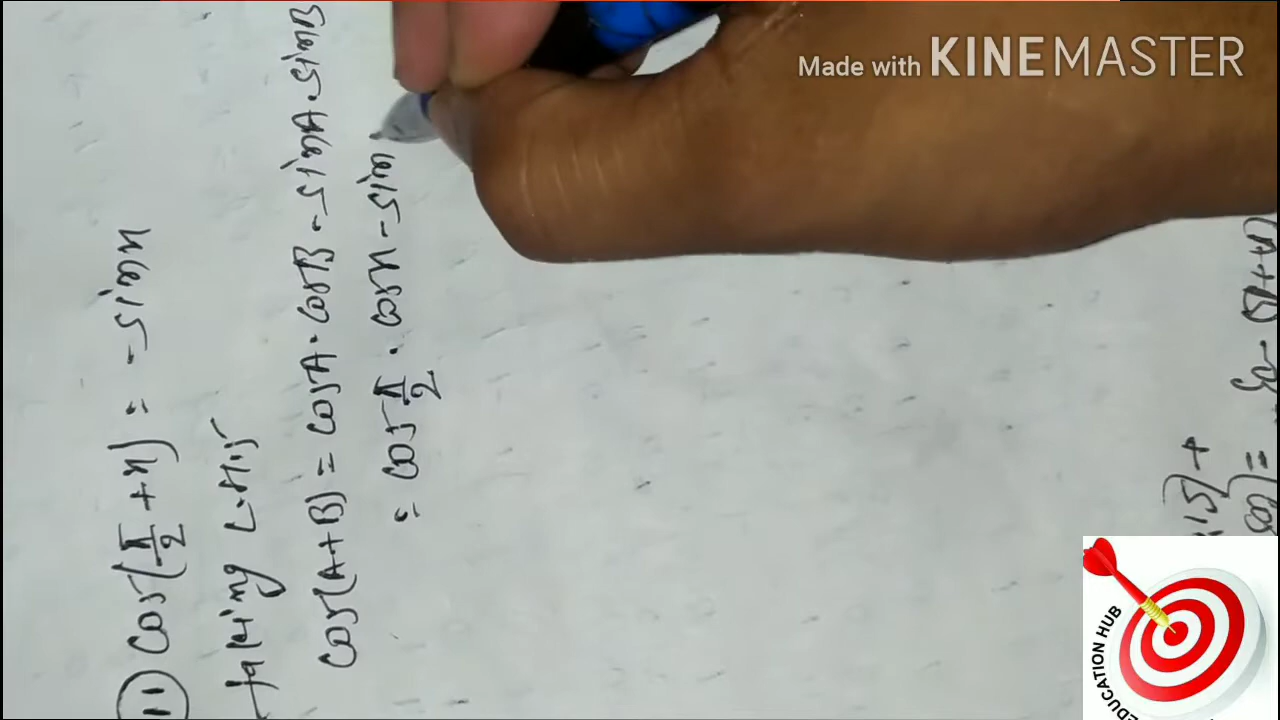 Made with KINEMASTER
11 cos(π/2 + x) = - sin x
taking L.H.S
cos(A+B) = cosA · cosB - sinA · sinB
= cos π/2 · cos x - sin
EDUCATION HUB